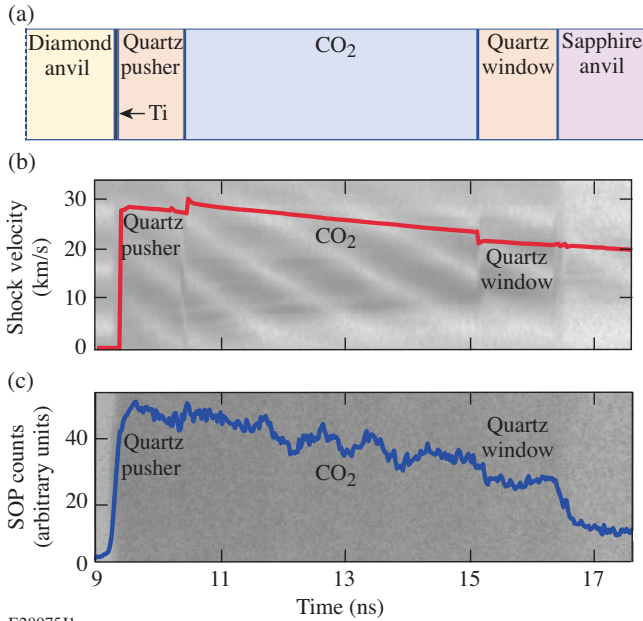 (a)
Diamond
anvil
Quartz
pusher
CO2
Quartz
window
Sapphire
anvil
Ti
(b)
Shock velocity
(km/s)
30
20
10
0
Quartz
pusher
CO2
Quartz
window
(c)
SOP counts
(arbitrary units)
40
20
0
Quartz
pusher
CO2
Quartz
window
9
11
13
15
17
Time (ns)